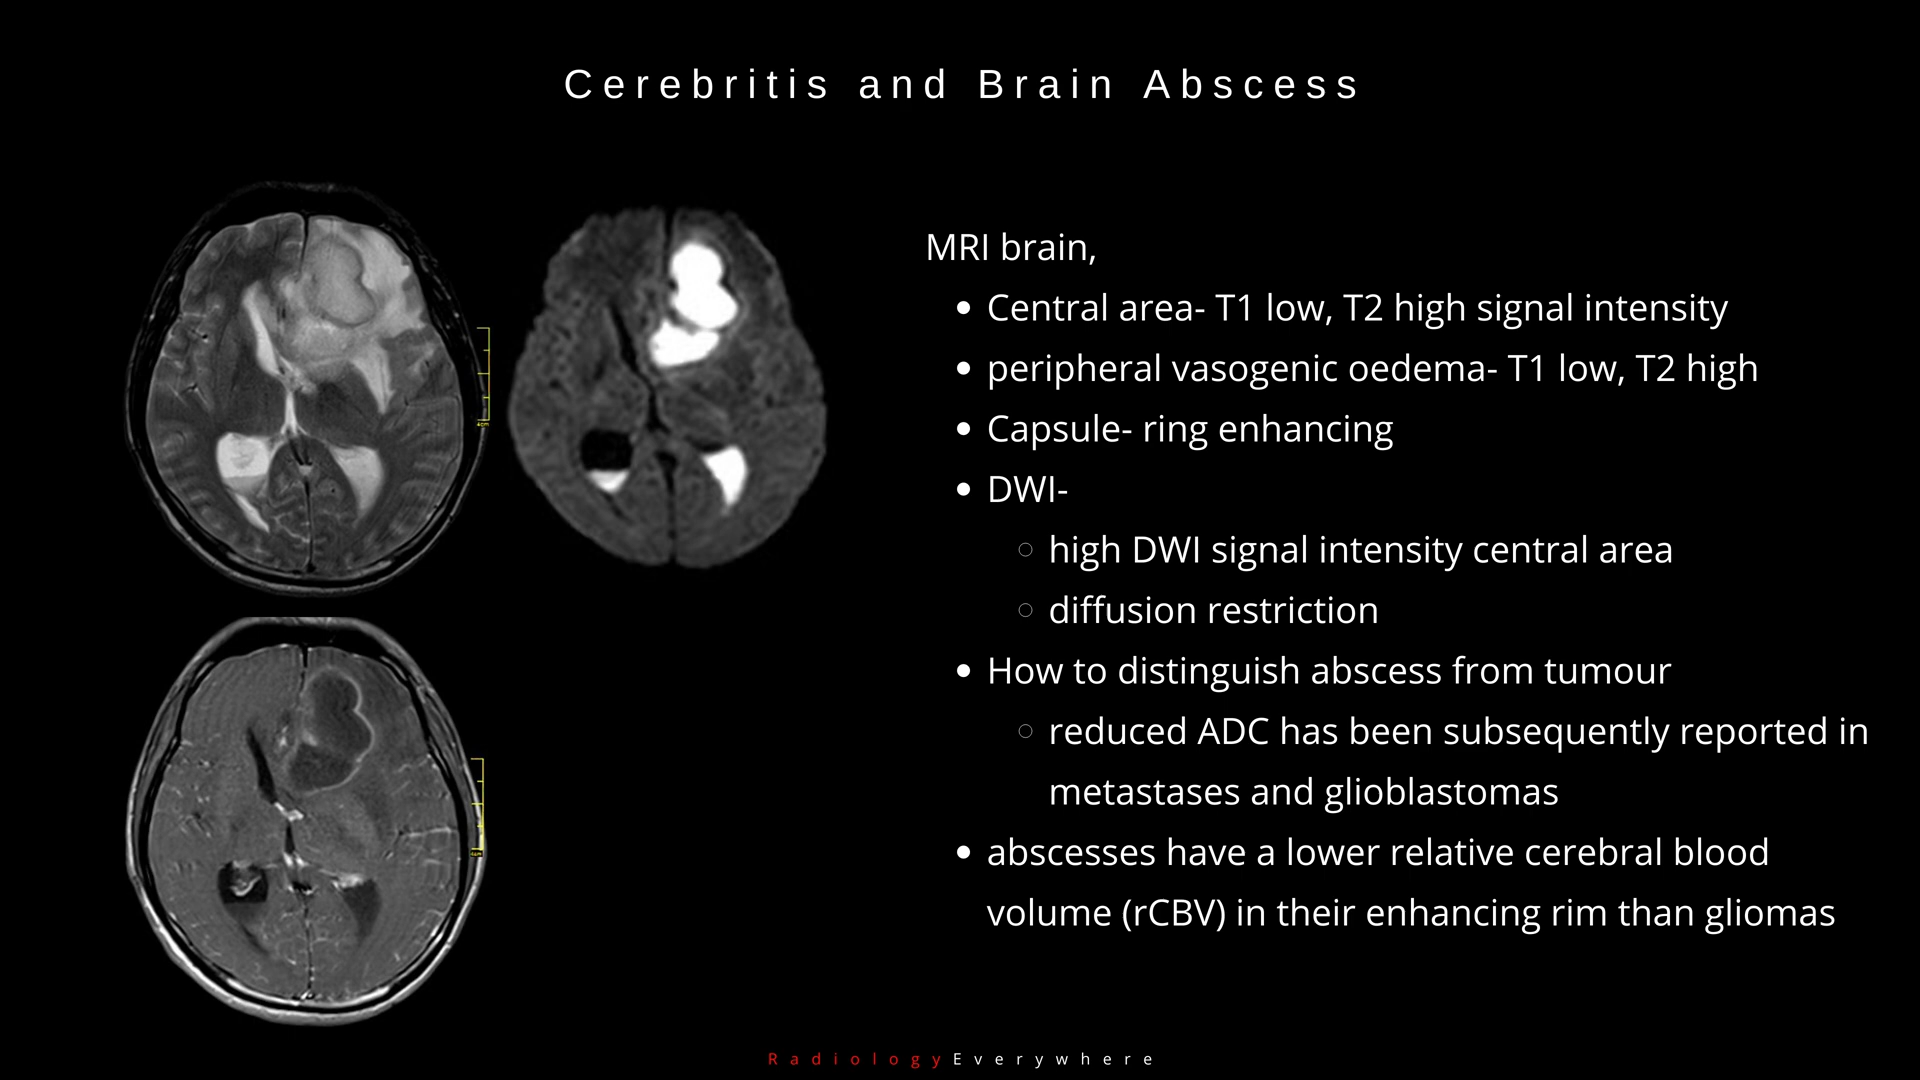 Cerebritis and Brain Abscess
MRI brain,
• Central area- T1 low, T2 high signal intensity
• peripheral vasogenic oedema- T1 low, T2 high
• Capsule- ring enhancing
• DWI-
○ high DWI signal intensity central area
○ diffusion restriction
• How to distinguish abscess from tumour
○ reduced ADC has been subsequently reported in
metastases and glioblastomas
• abscesses have a lower relative cerebral blood
volume (rCBV) in their enhancing rim than gliomas
4cm
4cm
RadiologyEverywhere